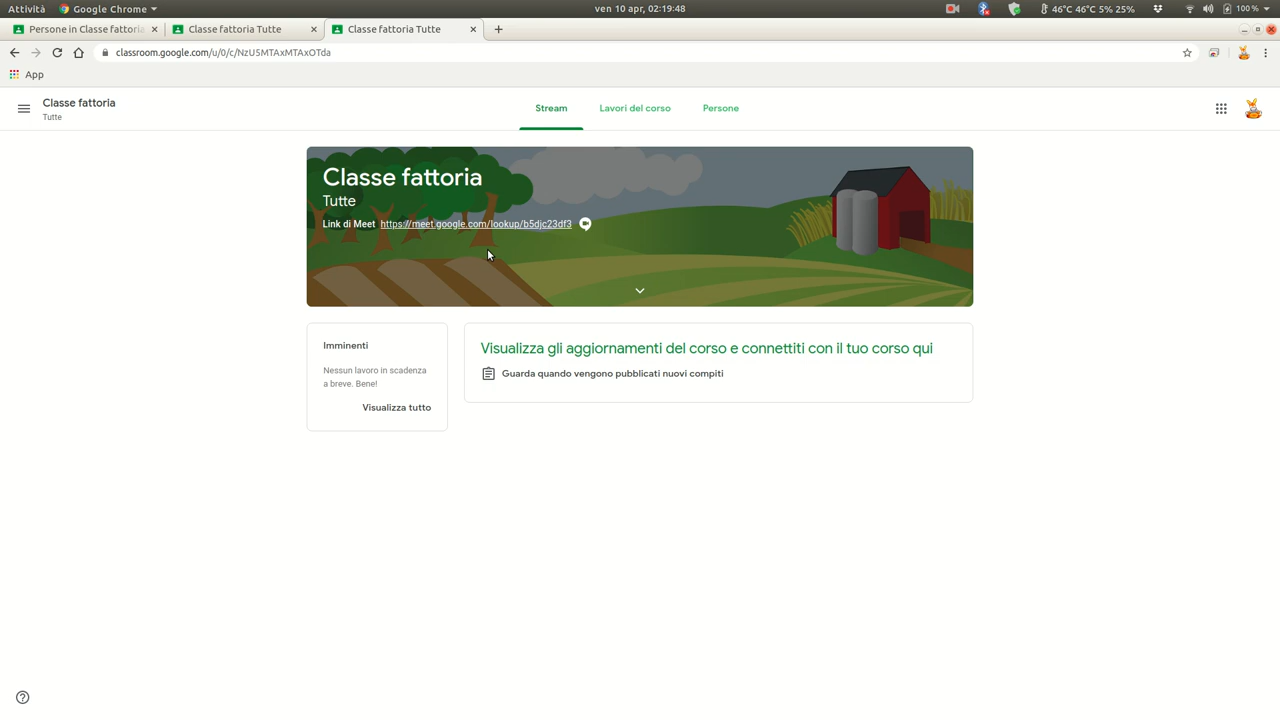 Attività Google Chrome ven 10 apr, 02:19:48 46°C 46°C 5% 25% 100%
Persone in Classe fattoria Classe fattoria Tutte Classe fattoria Tutte
classroom.google.com/u/0/c/NzU5MTAxMTAxOTda
App
Classe fattoria
Tutte
Stream Lavori del corso Persone
Classe fattoria
Tutte
Link di Meet https://meet.google.com/lookup/b5djc23df3
Imminenti
Nessun lavoro in scadenza
a breve. Bene!
Visualizza tutto
Visualizza gli aggiornamenti del corso e connettiti con il tuo corso qui
Guarda quando vengono pubblicati nuovi compiti